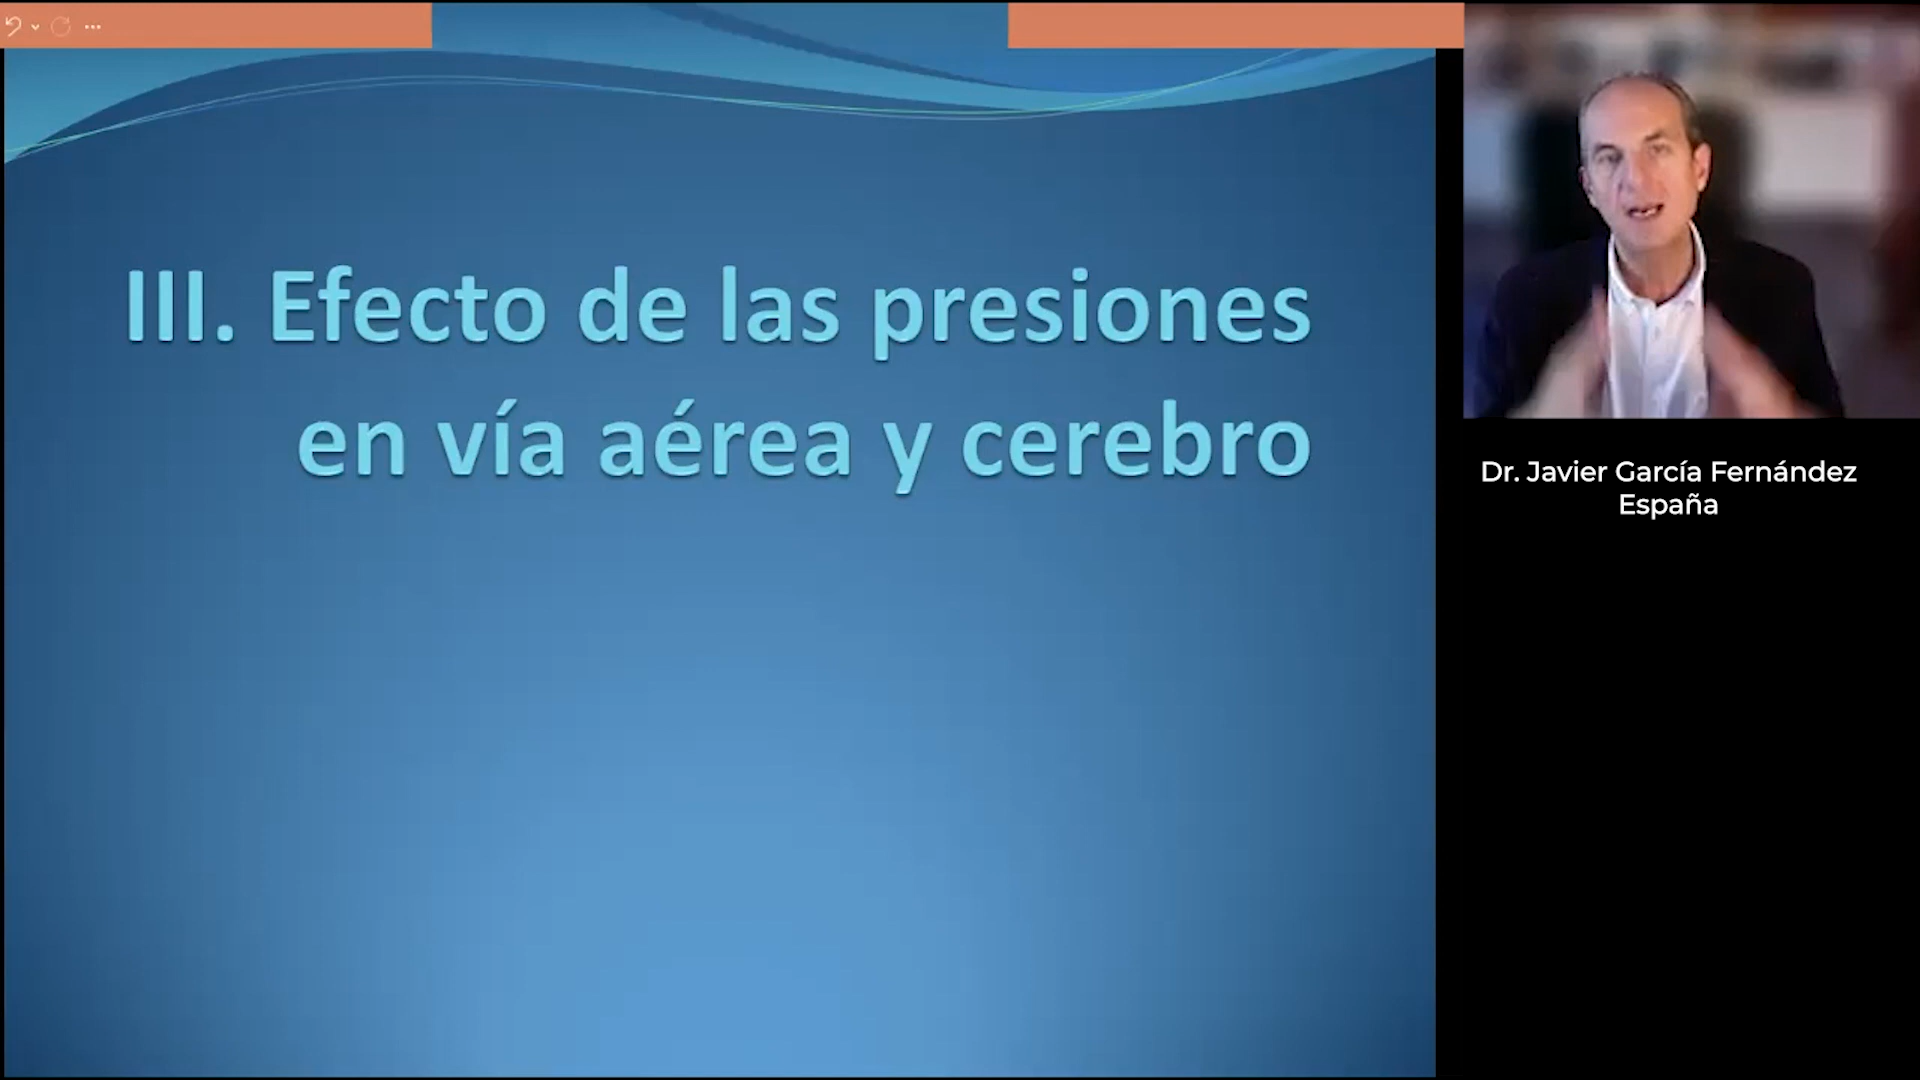 III. Efecto de las presiones
en vía aérea y cerebro
Dr. Javier García Fernández
España